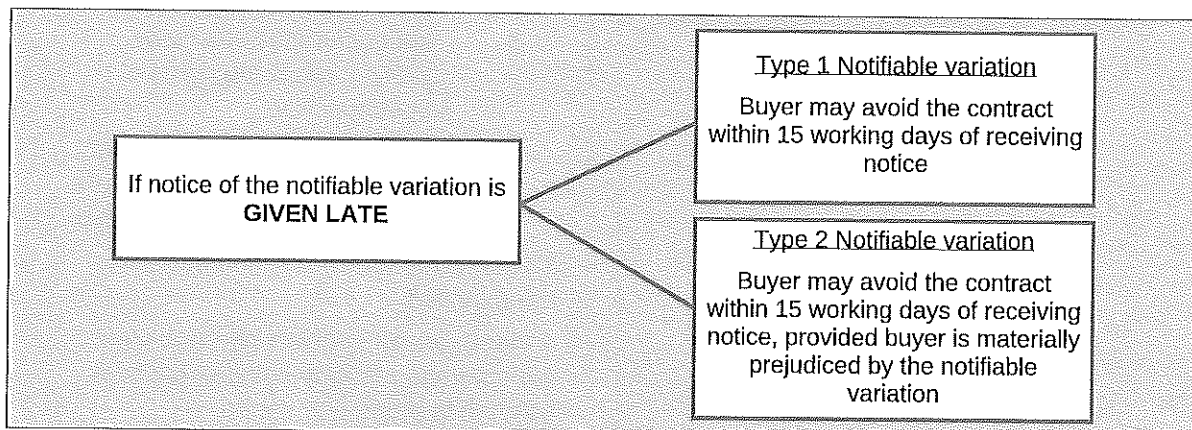 If notice of the notifiable variation is
GIVEN LATE
Type 1 Notifiable variation
Buyer may avoid the contract
within 15 working days of receiving
notice
Type 2 Notifiable variation
Buyer may avoid the contract
within 15 working days of receiving
notice, provided buyer is materially
prejudiced by the notifiable
variation